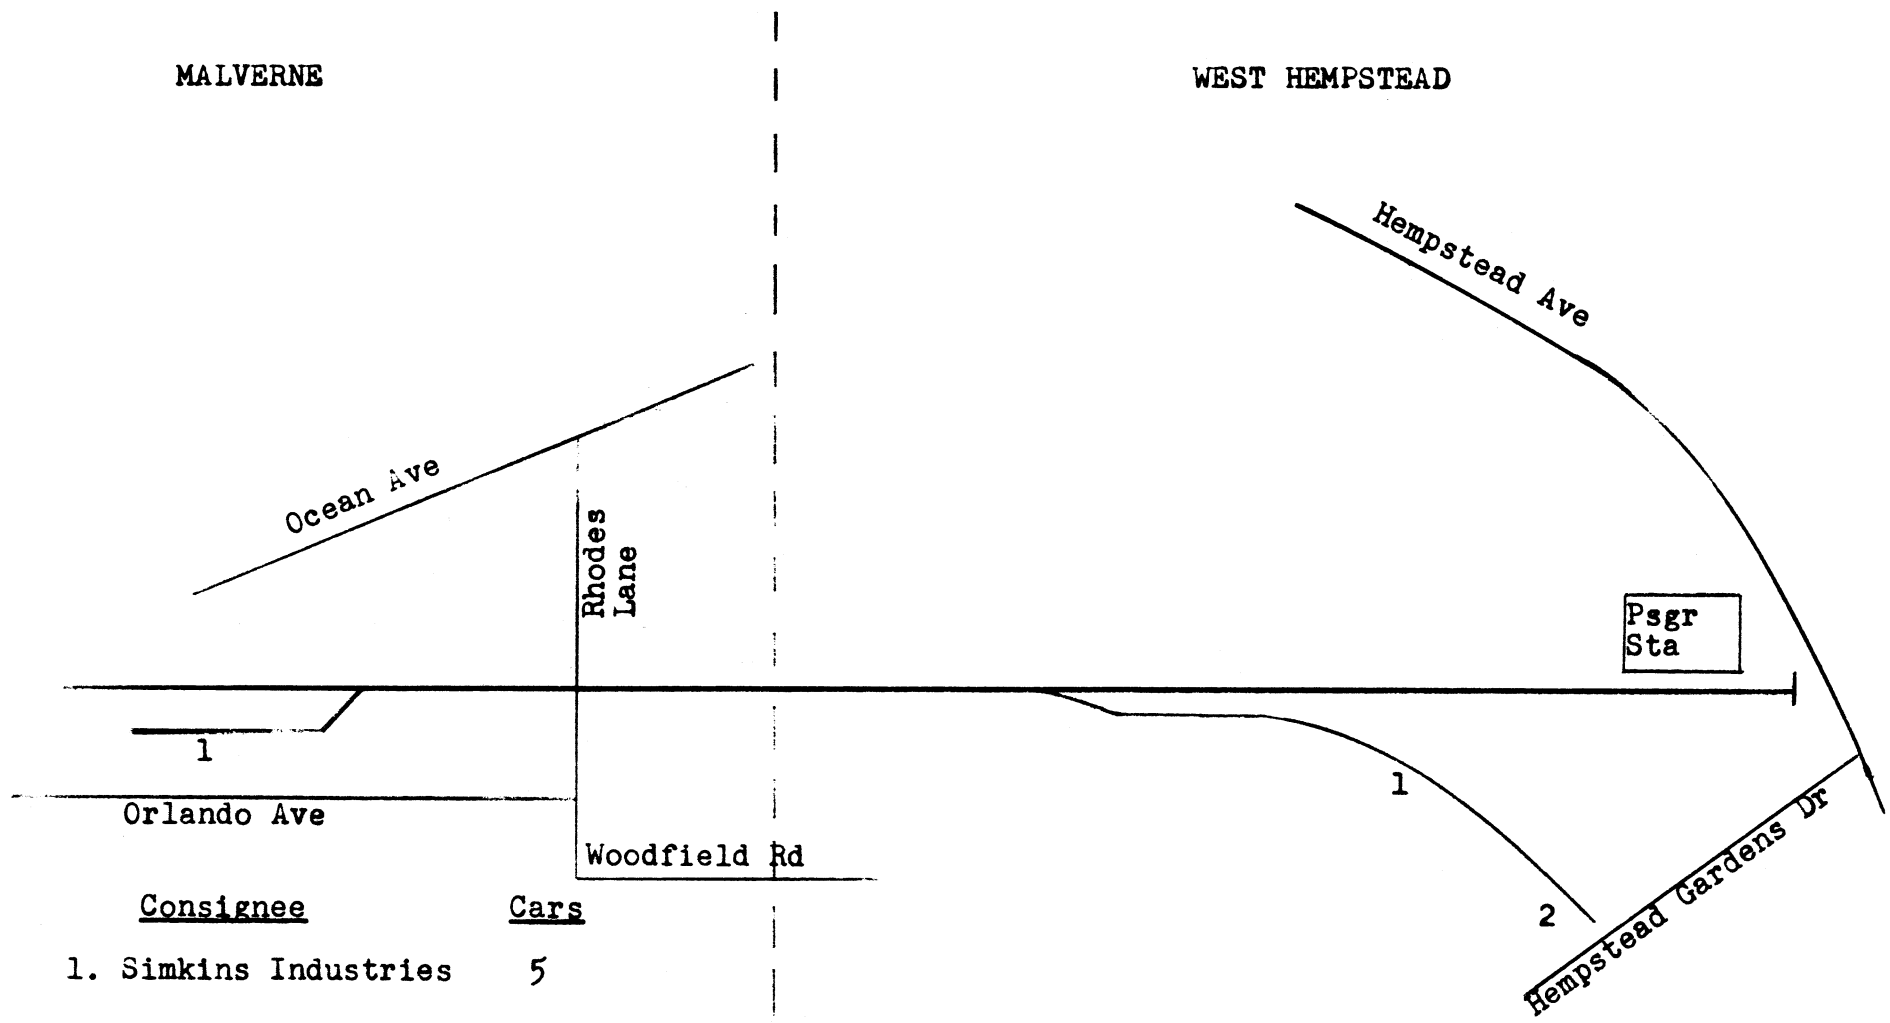 MALVERNE
WEST HEMPSTEAD
Hempstead Ave
Ocean Ave
Rhodes
Lane
Psgr
Sta
1
Orlando Ave
1
Woodfield Rd
2
Hempstead Gardens Dr
Consignee Cars
1. Simkins Industries 5